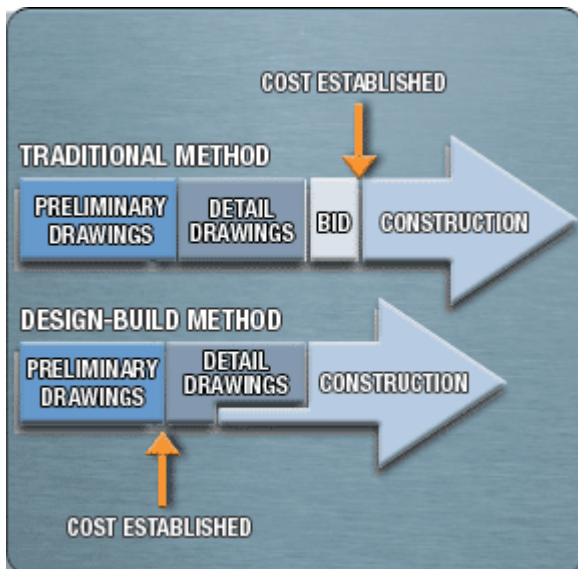 COST ESTABLISHED
TRADITIONAL METHOD
PRELIMINARY
DRAWINGS
DETAIL
DRAWINGS
BID
CONSTRUCTION
DESIGN-BUILD METHOD
PRELIMINARY
DRAWINGS
DETAIL
DRAWINGS
CONSTRUCTION
COST ESTABLISHED